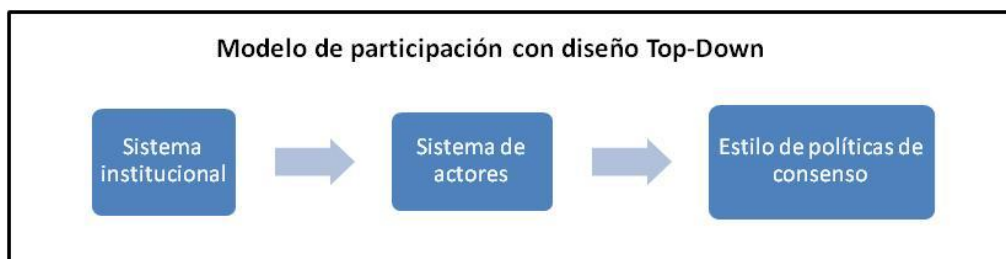 Modelo de participación con diseño Top-Down
Sistema
institucional
Sistema de
actores
Estilo de políticas de
consenso